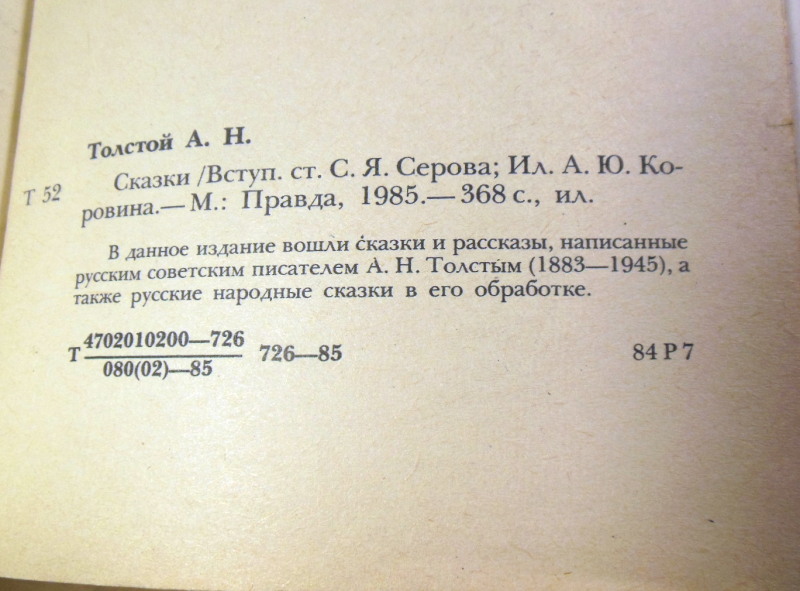 Толстой А. Н.
Т 52
Сказки /Вступ. ст. С. Я. Серова; Ил. А. Ю. Ко-
ровина.— М.: Правда, 1985.— 368 с., ил.
В данное издание вошли сказки и рассказы, написанные
русским советским писателем А. Н. Толстым (1883—1945), а
также русские народные сказки в его обработке.
4702010200—726
Т 726—85 84 Р 7
080(02)—85